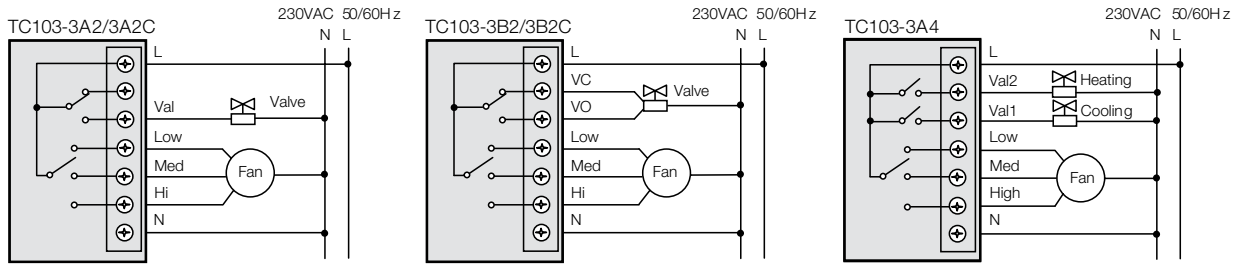 230VAC 50/60Hz
TC103-3A2/3A2C
N L
L
Val
Valve
Low
Med
Fan
Hi
N
230VAC 50/60Hz
TC103-3B2/3B2C
N L
L
VC
VO
Valve
Low
Med
Fan
Hi
N
230VAC 50/60Hz
TC103-3A4
N L
L
Val2
Heating
Val1
Cooling
Low
Med
Fan
High
N